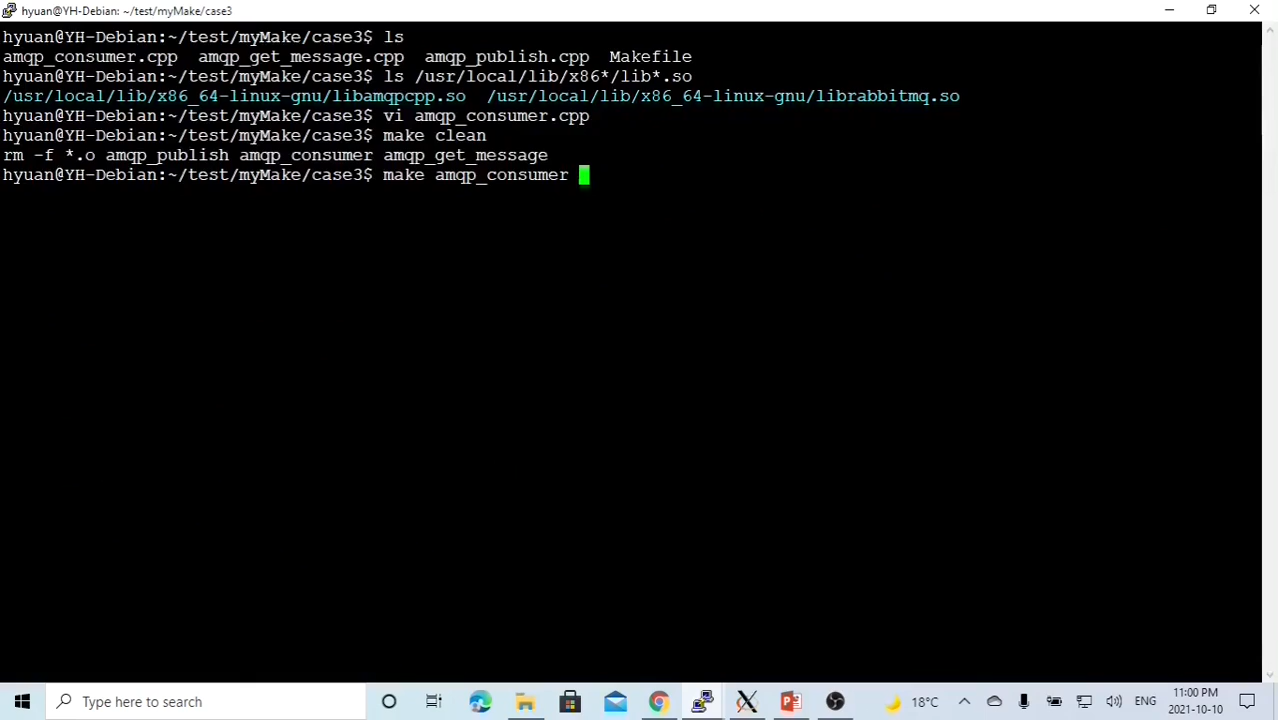 hyuan@YH-Debian: ~/test/myMake/case3
hyuan@YH-Debian:~/test/myMake/case3$ ls
amqp_consumer.cpp  amqp_get_message.cpp  amqp_publish.cpp  Makefile
hyuan@YH-Debian:~/test/myMake/case3$ ls /usr/local/lib/x86*/lib*.so
/usr/local/lib/x86_64-linux-gnu/libamqpcpp.so  /usr/local/lib/x86_64-linux-gnu/librabbitmq.so
hyuan@YH-Debian:~/test/myMake/case3$ vi amqp_consumer.cpp
hyuan@YH-Debian:~/test/myMake/case3$ make clean
rm -f *.o amqp_publish amqp_consumer amqp_get_message
hyuan@YH-Debian:~/test/myMake/case3$ make amqp_consumer
Type here to search
18°C
ENG
11:00 PM
2021-10-10